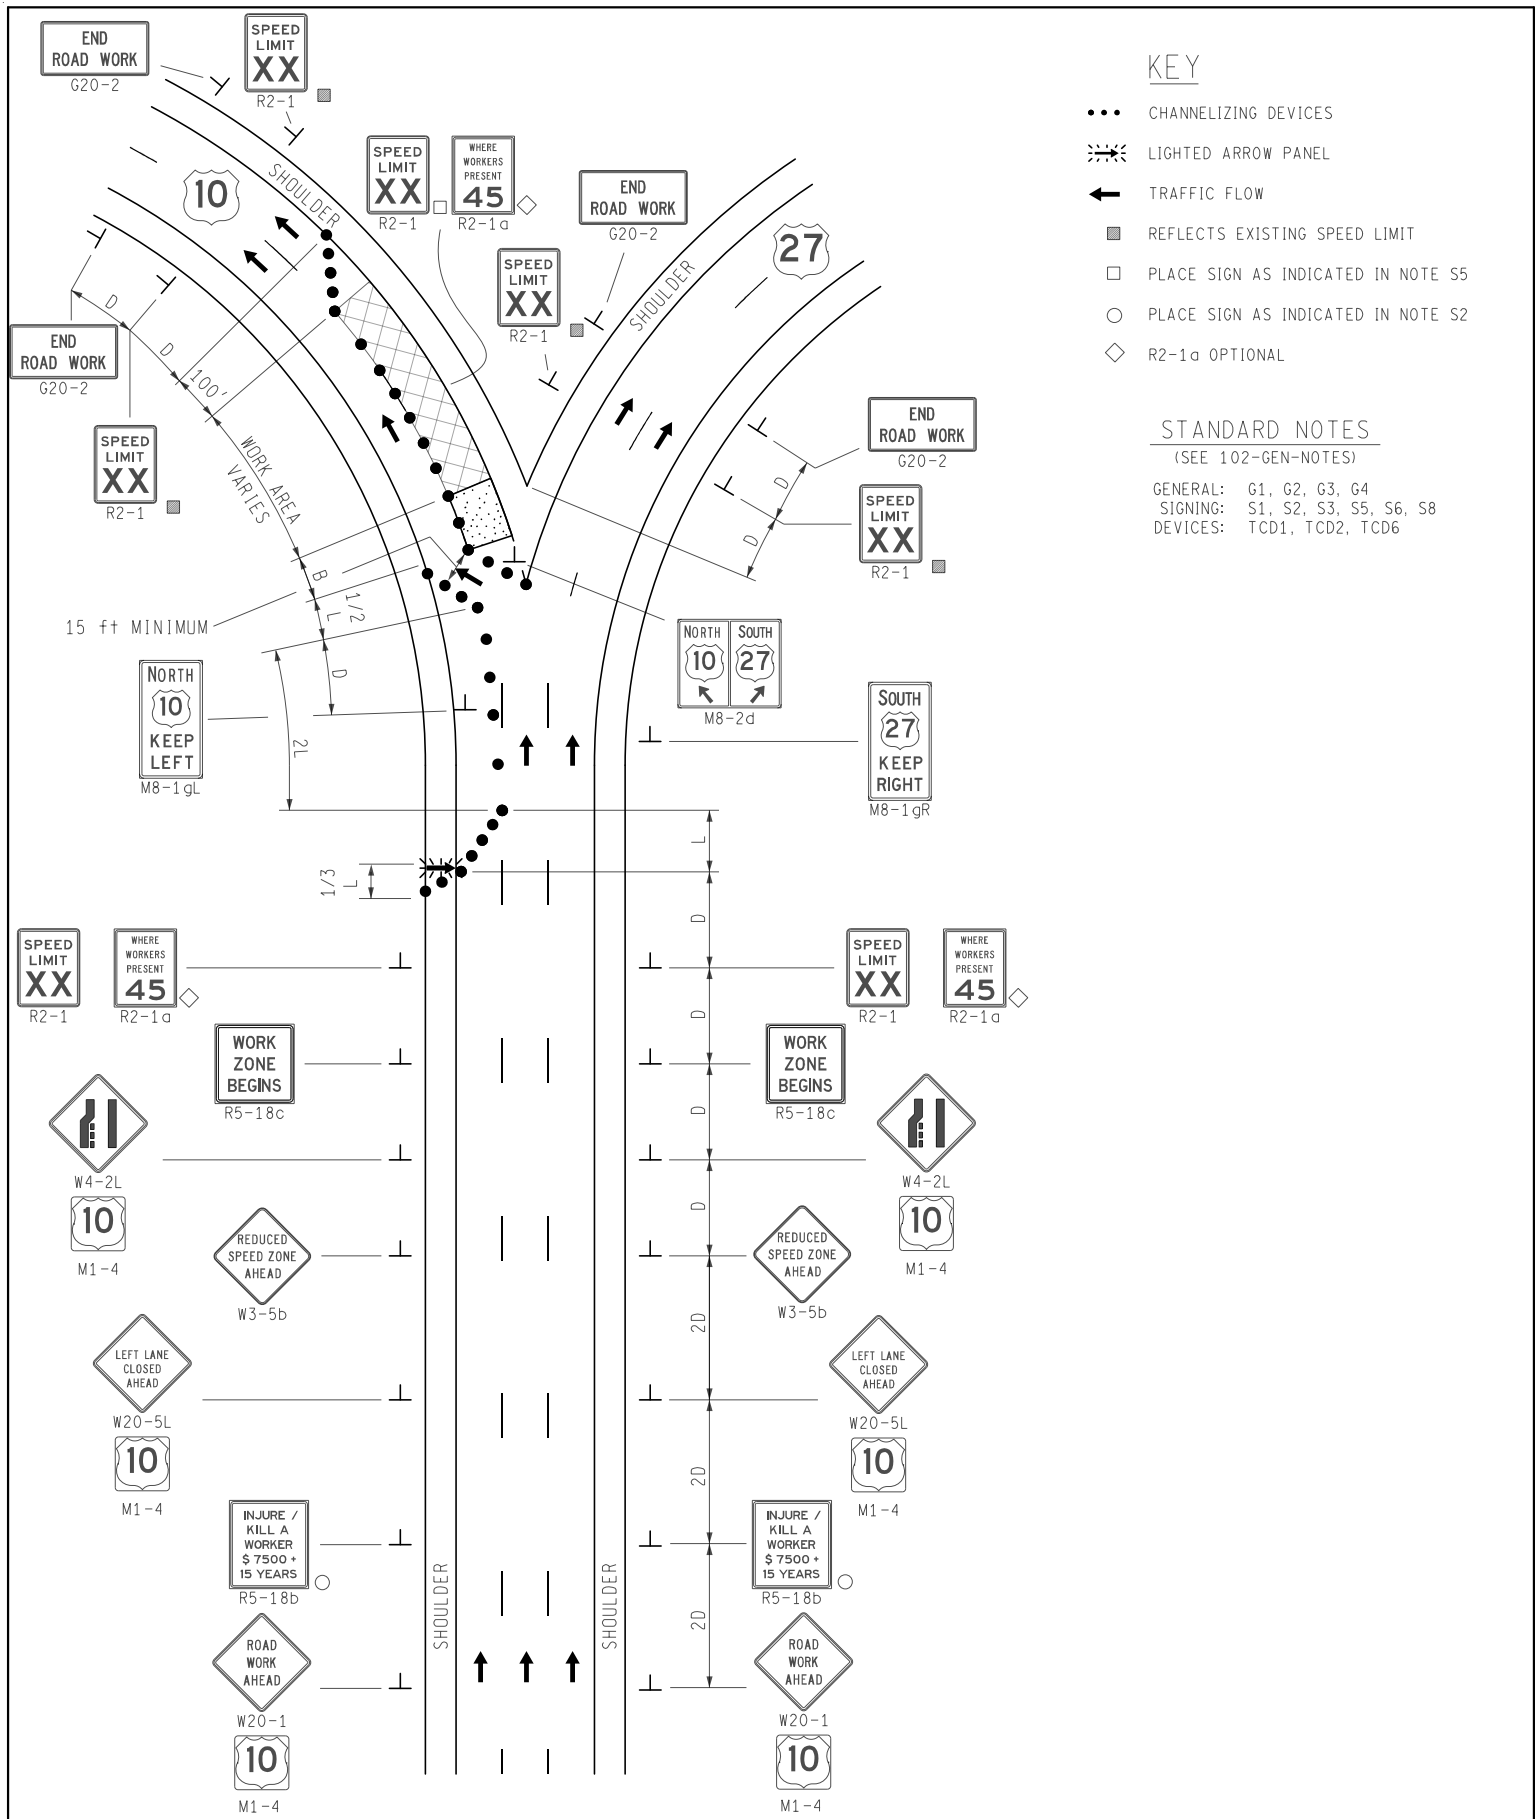 END
ROAD WORK
G20-2
SPEED
LIMIT
XX
R2-1
SPEED
LIMIT
XX
R2-1
WHERE
WORKERS
PRESENT
45
R2-1a
END
ROAD WORK
G20-2
SPEED
LIMIT
XX
R2-1
10
SHOULDER
27
SHOULDER
KEY
CHANNELIZING DEVICES
LIGHTED ARROW PANEL
TRAFFIC FLOW
REFLECTS EXISTING SPEED LIMIT
PLACE SIGN AS INDICATED IN NOTE S5
PLACE SIGN AS INDICATED IN NOTE S2
R2-1a OPTIONAL
STANDARD NOTES
(SEE 102-GEN-NOTES)
GENERAL: G1, G2, G3, G4
SIGNING: S1, S2, S3, S5, S6, S8
DEVICES: TCD1, TCD2, TCD6
D
D
100'
WORK AREA
VARIES
B
1/2
L
D
2L
15 ft MINIMUM
END
ROAD WORK
G20-2
SPEED
LIMIT
XX
R2-1
END
ROAD WORK
G20-2
D
D
SPEED
LIMIT
XX
R2-1
NORTH
10
KEEP
LEFT
M8-1gL
NORTH
10
SOUTH
27
M8-2d
SOUTH
27
KEEP
RIGHT
M8-1gR
1/3
L
L
D
D
D
D
2D
2D
2D
SPEED
LIMIT
XX
R2-1
WHERE
WORKERS
PRESENT
45
R2-1a
SPEED
LIMIT
XX
R2-1
WHERE
WORKERS
PRESENT
45
R2-1a
WORK
ZONE
BEGINS
R5-18c
WORK
ZONE
BEGINS
R5-18c
W4-2L
10
M1-4
W4-2L
10
M1-4
REDUCED
SPEED ZONE
AHEAD
W3-5b
REDUCED
SPEED ZONE
AHEAD
W3-5b
LEFT LANE
CLOSED
AHEAD
W20-5L
10
M1-4
LEFT LANE
CLOSED
AHEAD
W20-5L
10
M1-4
INJURE /
KILL A
WORKER
$ 7500 +
15 YEARS
R5-18b
INJURE /
KILL A
WORKER
$ 7500 +
15 YEARS
R5-18b
SHOULDER
SHOULDER
ROAD
WORK
AHEAD
W20-1
10
M1-4
ROAD
WORK
AHEAD
W20-1
10
M1-4